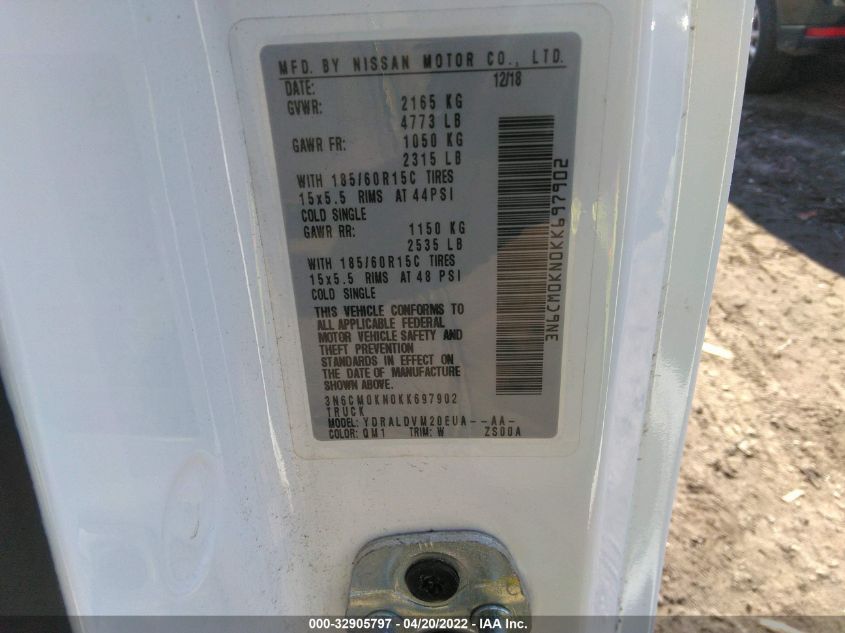 MFD. BY NISSAN MOTOR CO., LTD.
DATE: 12/18
GVWR: 2165 KG
4773 LB
GAWR FR: 1050 KG
2315 LB
WITH 185/60R15C TIRES
15x5.5 RIMS AT 44PSI
COLD SINGLE
GAWR RR: 1150 KG
2535 LB
WITH 185/60R15C TIRES
15x5.5 RIMS AT 48 PSI
COLD SINGLE
THIS VEHICLE CONFORMS TO
ALL APPLICABLE FEDERAL
MOTOR VEHICLE SAFETY AND
THEFT PREVENTION
STANDARDS IN EFFECT ON
THE DATE OF MANUFACTURE
SHOWN ABOVE.
3N6CM0KN0KK697902
TRUCK
MODEL: YDRALDVM20EUA--AA-
COLOR: QM1 TRIM: W ZS00A
3N6CM0KN0KK697902
000-32905797 - 04/20/2022 - IAA Inc.